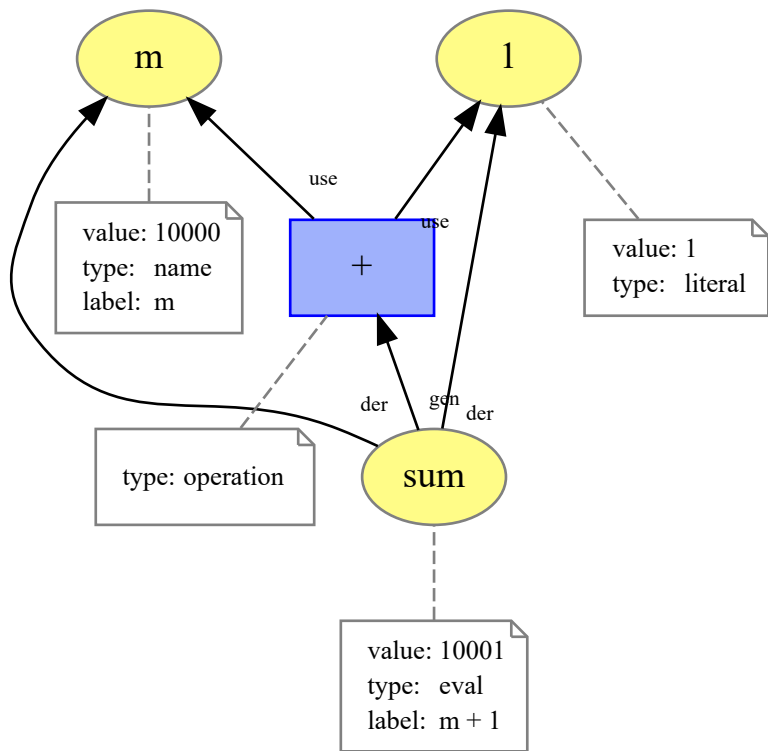 m
1
use
value: 10000
type: name
label: m
use
value: 1
type: literal
+
der
gen
der
type: operation
sum
value: 10001
type: eval
label: m + 1